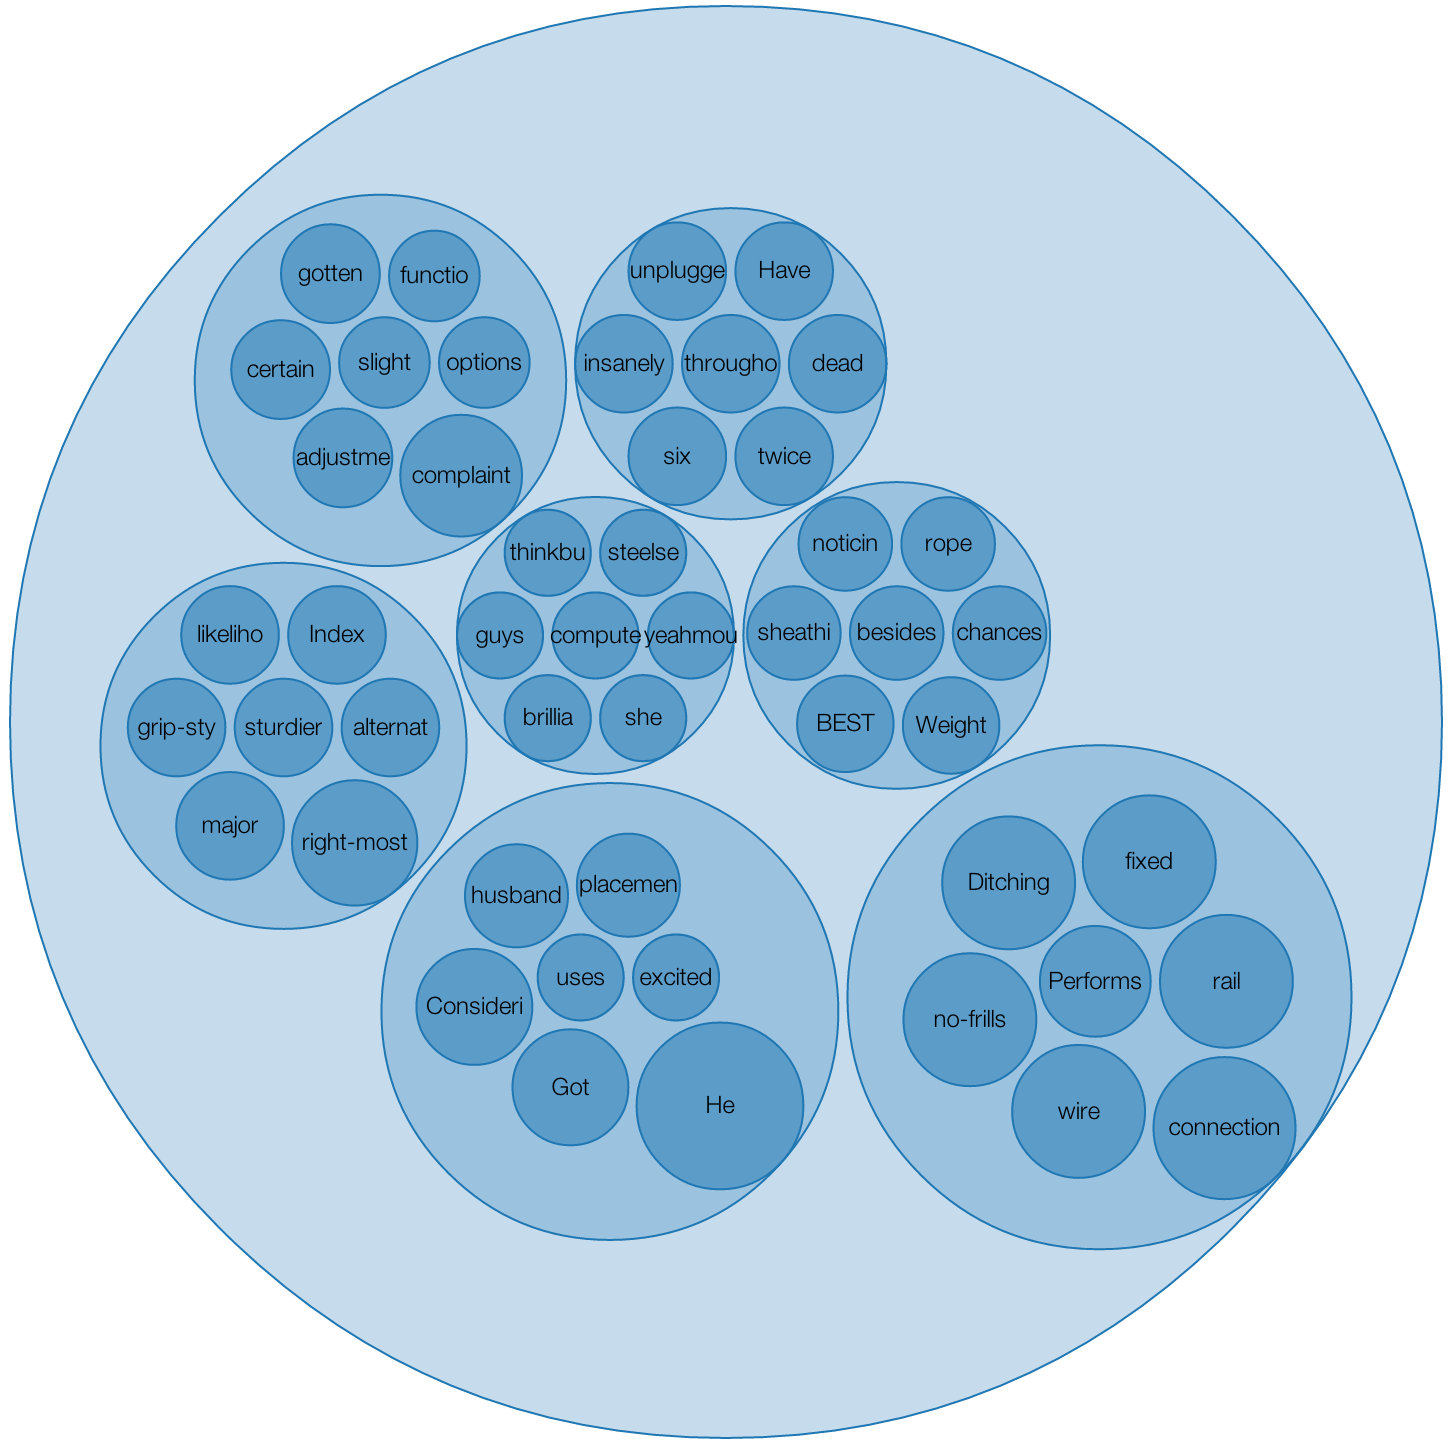 gotten
functio
certain
slight
options
adjustme
complaint
unplugge
Have
insanely
througho
dead
six
twice
thinkbu
steelse
guys
compute
yeahmou
brillia
she
noticin
rope
sheathi
besides
chances
BEST
Weight
likeliho
Index
grip-sty
sturdier
alternat
major
right-most
husband
placemen
uses
excited
Consideri
Got
He
Ditching
fixed
Performs
rail
no-frills
wire
connection